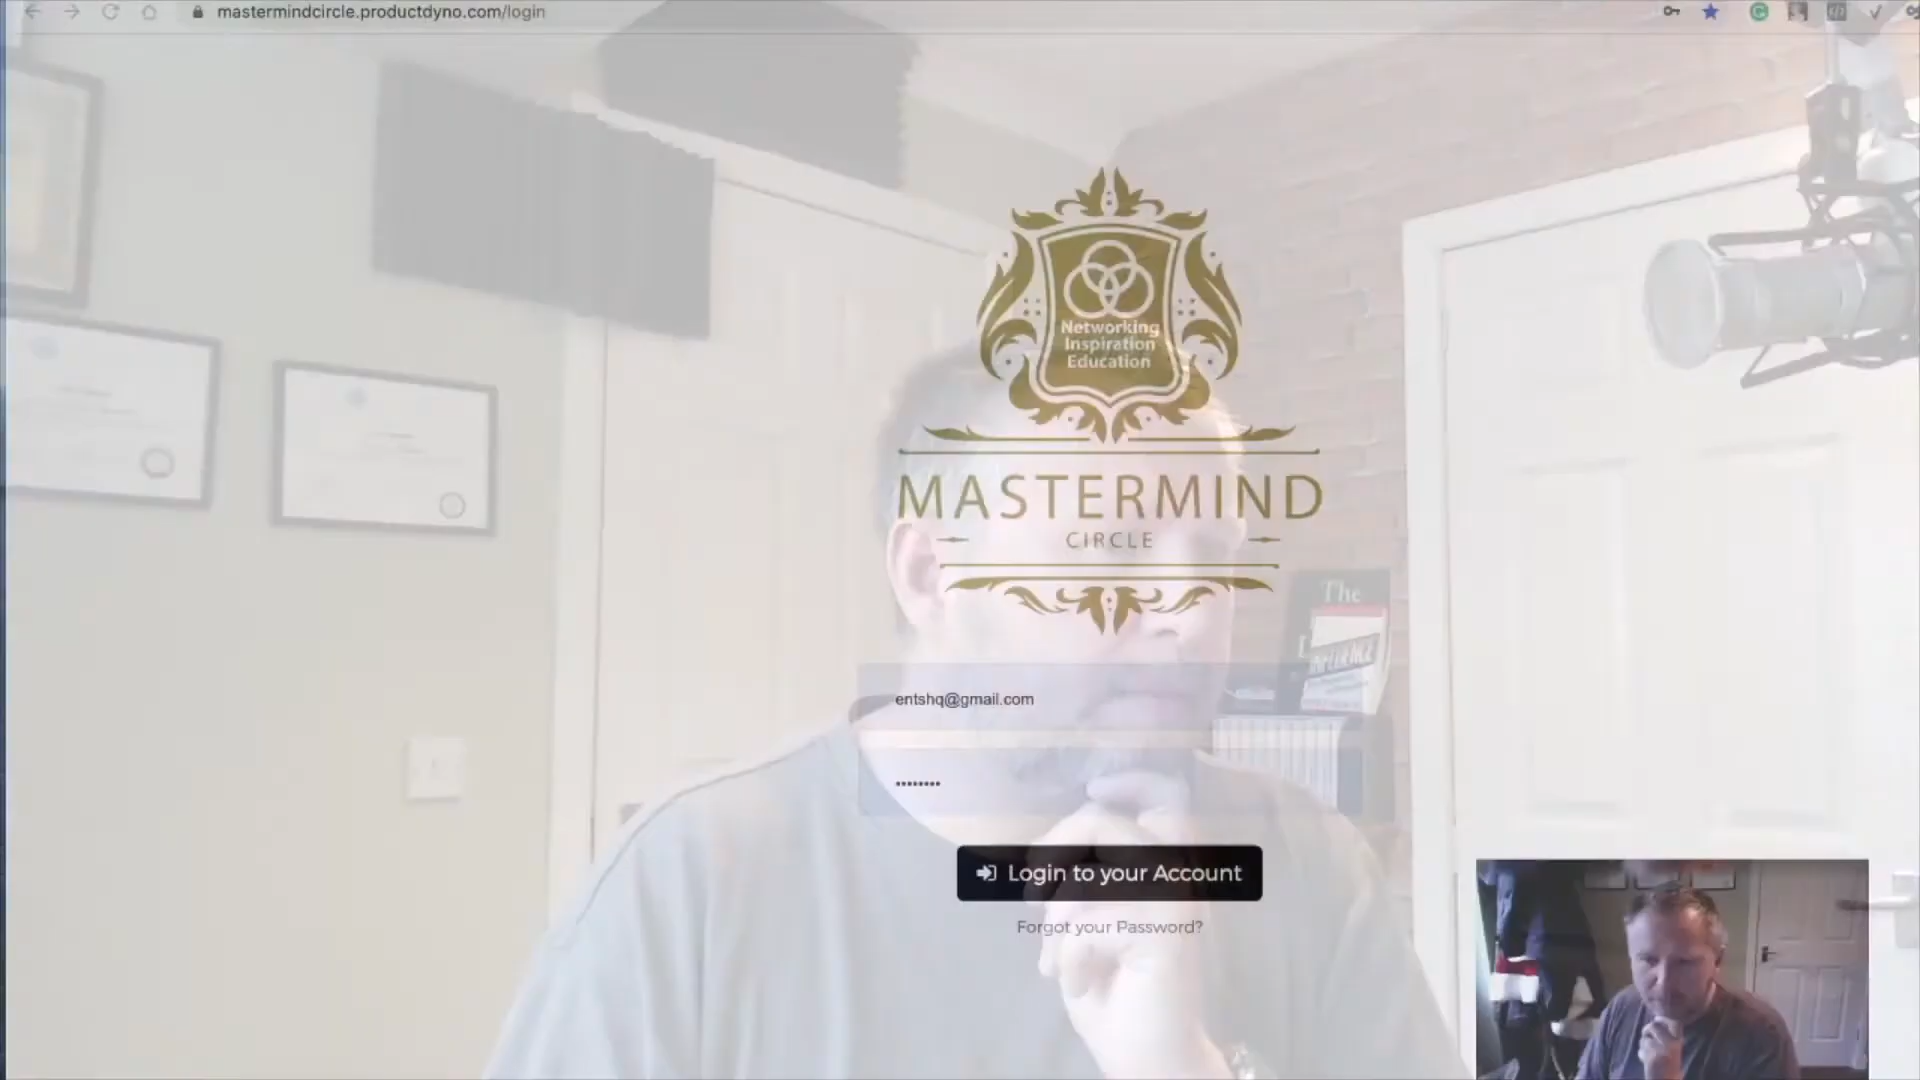 mastermindcircle.productdyno.com/login
Networking
Inspiration
Education
MASTERMIND
CIRCLE
The
INFLUENCE
entshq@gmail.com
••••••••
Login to your Account
Forgot your Password?